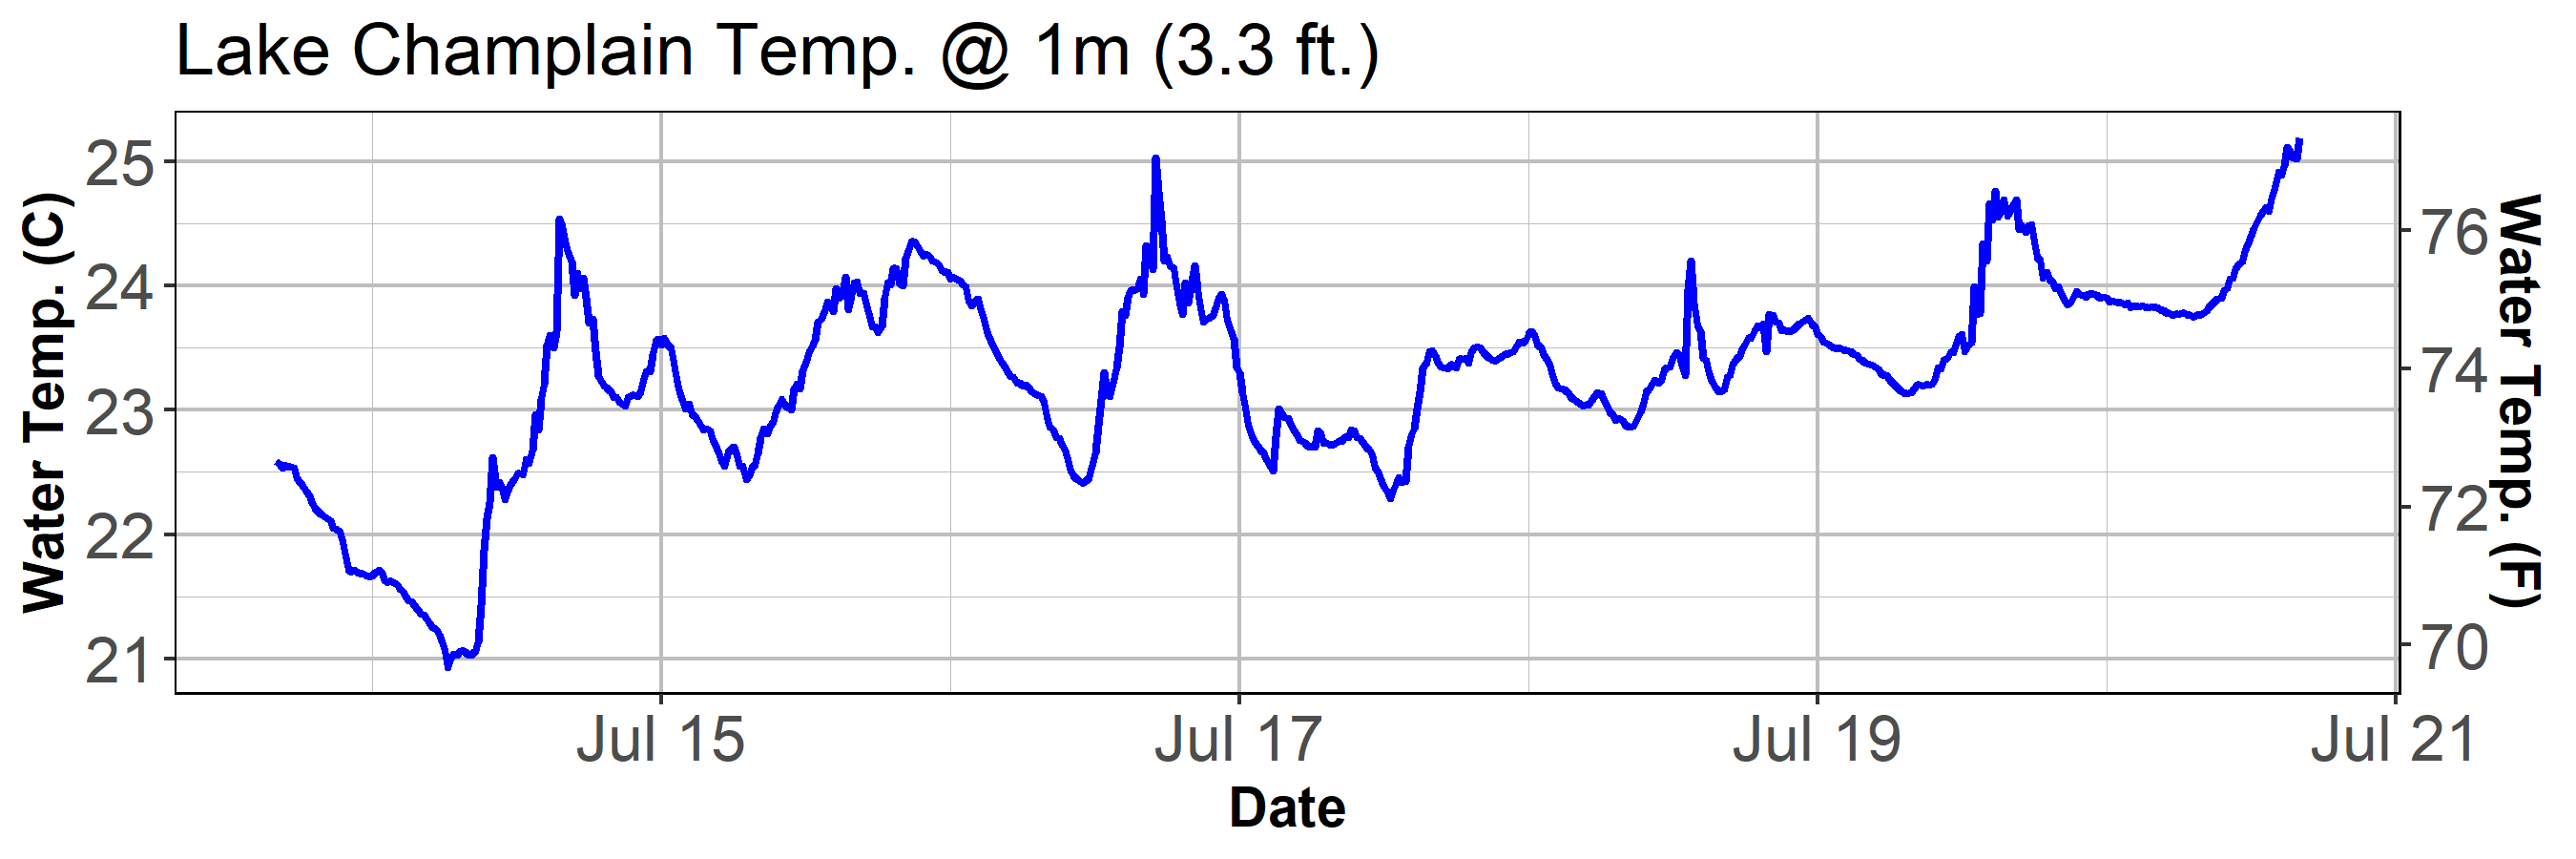 Lake Champlain Temp. @ 1m (3.3 ft.)
Water Temp. (C)
25
24
23
22
21
76
74
72
70
Water Temp. (F)
Jul 15
Jul 17
Jul 19
Jul 21
Date